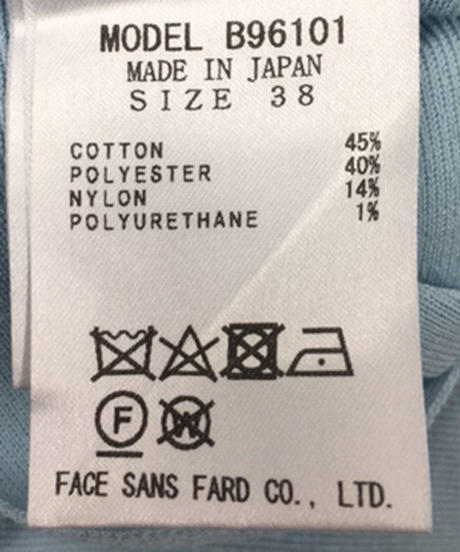 MODEL B96101
MADE IN JAPAN
SIZE 38
COTTON 45%
POLYESTER 40%
NYLON 14%
POLYURETHANE 1%
F W
FACE SANS FARD CO., LTD.